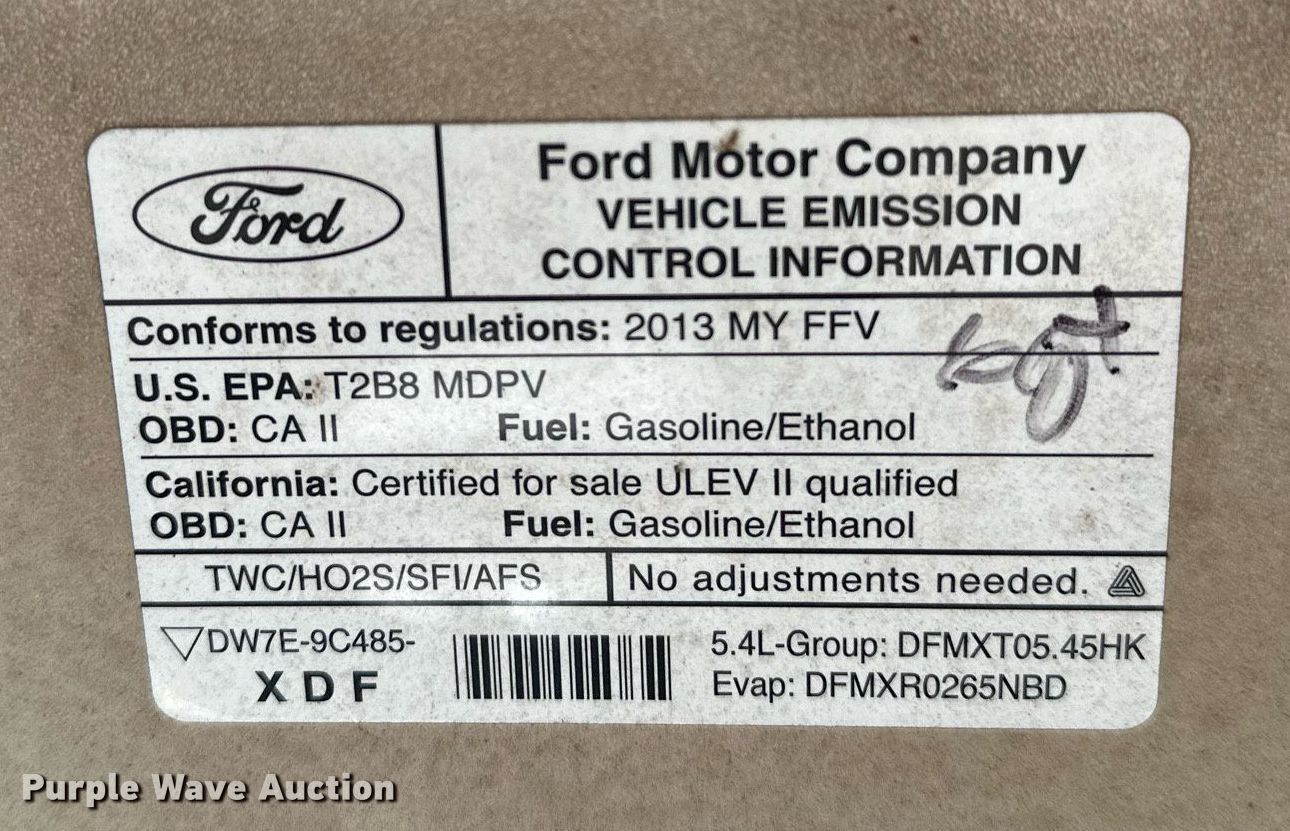 Ford
Ford Motor Company
VEHICLE EMISSION
CONTROL INFORMATION
Conforms to regulations: 2013 MY FFV
U.S. EPA: T2B8 MDPV
OBD: CA II Fuel: Gasoline/Ethanol
California: Certified for sale ULEV II qualified
OBD: CA II Fuel: Gasoline/Ethanol
TWC/HO2S/SFI/AFS
No adjustments needed.
DW7E-9C485-
X D F
5.4L-Group: DFMXT05.45HK
Evap: DFMXR0265NBD
Purple Wave Auction